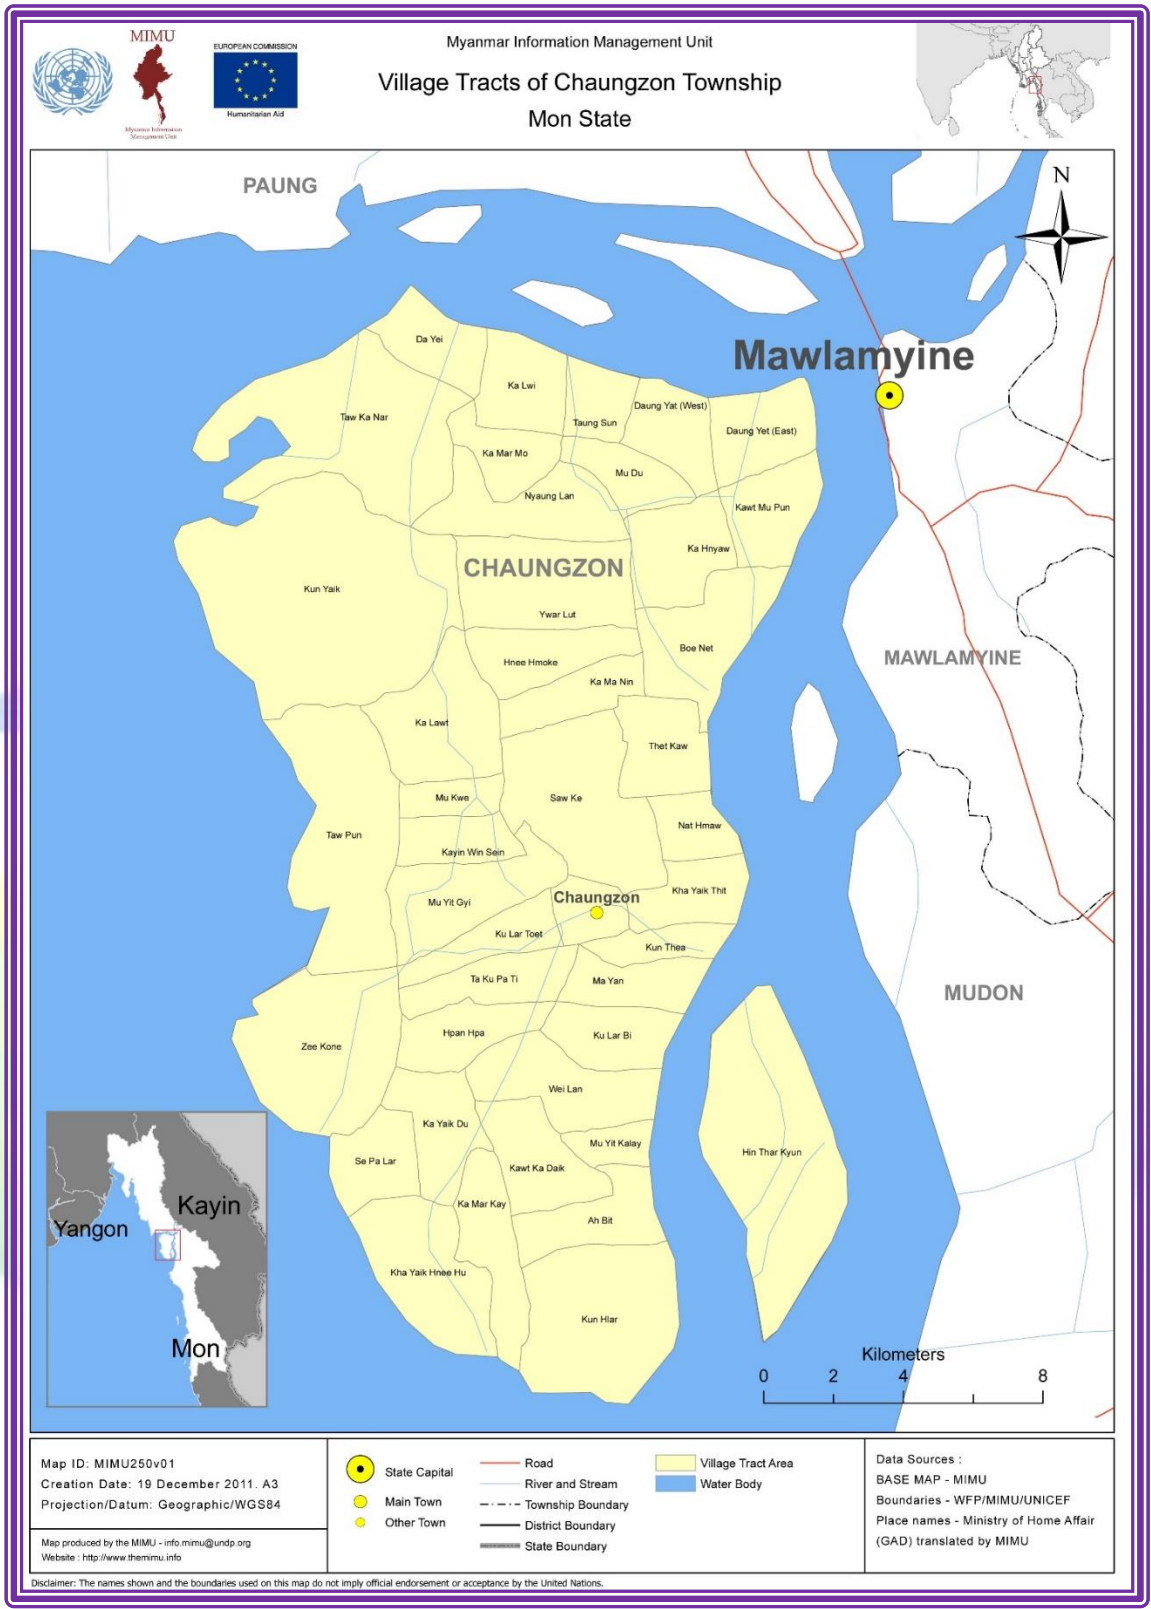 MIMU
Myanmar Information
Management Unit
EUROPEAN COMMISSION
Humanitarian Aid
Myanmar Information Management Unit
Village Tracts of Chaungzon Township
Mon State
PAUNG
N
Da Yei
Mawlamyine
Ka Lwi
Taw Ka Nar
Daung Yat (West)
Taung Sun
Daung Yet (East)
Ka Mar Mo
Mu Du
Nyaung Lan
Kawt Mu Pun
Ka Hnyaw
CHAUNGZON
Kun Yaik
Ywar Lut
Boe Net
MAWLAMYINE
Hnee Hmoke
Ka Ma Nin
Ka Lawt
Thet Kaw
Mu Kwe
Saw Ke
Taw Pun
Nat Hmaw
Kayin Win Sein
Kha Yaik Thit
Mu Yit Gyi
Chaungzon
Ku Lar Toet
Kun Thea
Ta Ku Pa Ti
Ma Yan
MUDON
Hpan Hpa
Ku Lar Bi
Zee Kone
Wei Lan
Ka Yaik Du
Mu Yit Kalay
Hin Thar Kyun
Se Pa Lar
Kawt Ka Daik
Ka Mar Kay
Ah Bit
Kha Yaik Hnee Hu
Kun Hlar
Kayin
Yangon
Mon
Kilometers
0 2 4 8
Map ID: MIMU250v01
Creation Date: 19 December 2011. A3
Projection/Datum: Geographic/WGS84
Map produced by the MIMU - info.mimu@undp.org
Website : http://www.themimu.info
State Capital
Main Town
Other Town
Road
River and Stream
Township Boundary
District Boundary
State Boundary
Village Tract Area
Water Body
Data Sources :
BASE MAP - MIMU
Boundaries - WFP/MIMU/UNICEF
Place names - Ministry of Home Affair
(GAD) translated by MIMU
Disclaimer: The names shown and the boundaries used on this map do not imply official endorsement or acceptance by the United Nations.